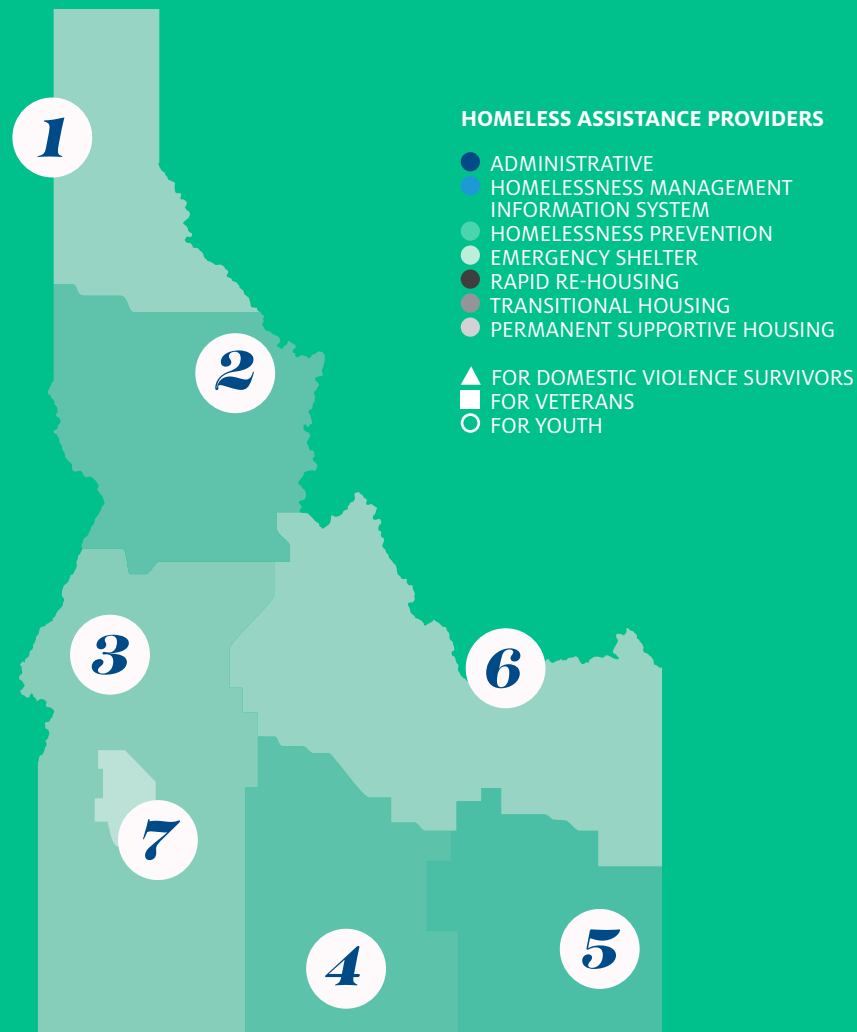 1
HOMELESS ASSISTANCE PROVIDERS
ADMINISTRATIVE
HOMELESSNESS MANAGEMENT
INFORMATION SYSTEM
HOMELESSNESS PREVENTION
EMERGENCY SHELTER
RAPID RE-HOUSING
TRANSITIONAL HOUSING
PERMANENT SUPPORTIVE HOUSING
FOR DOMESTIC VIOLENCE SURVIVORS
FOR VETERANS
FOR YOUTH
2
3
6
7
4
5